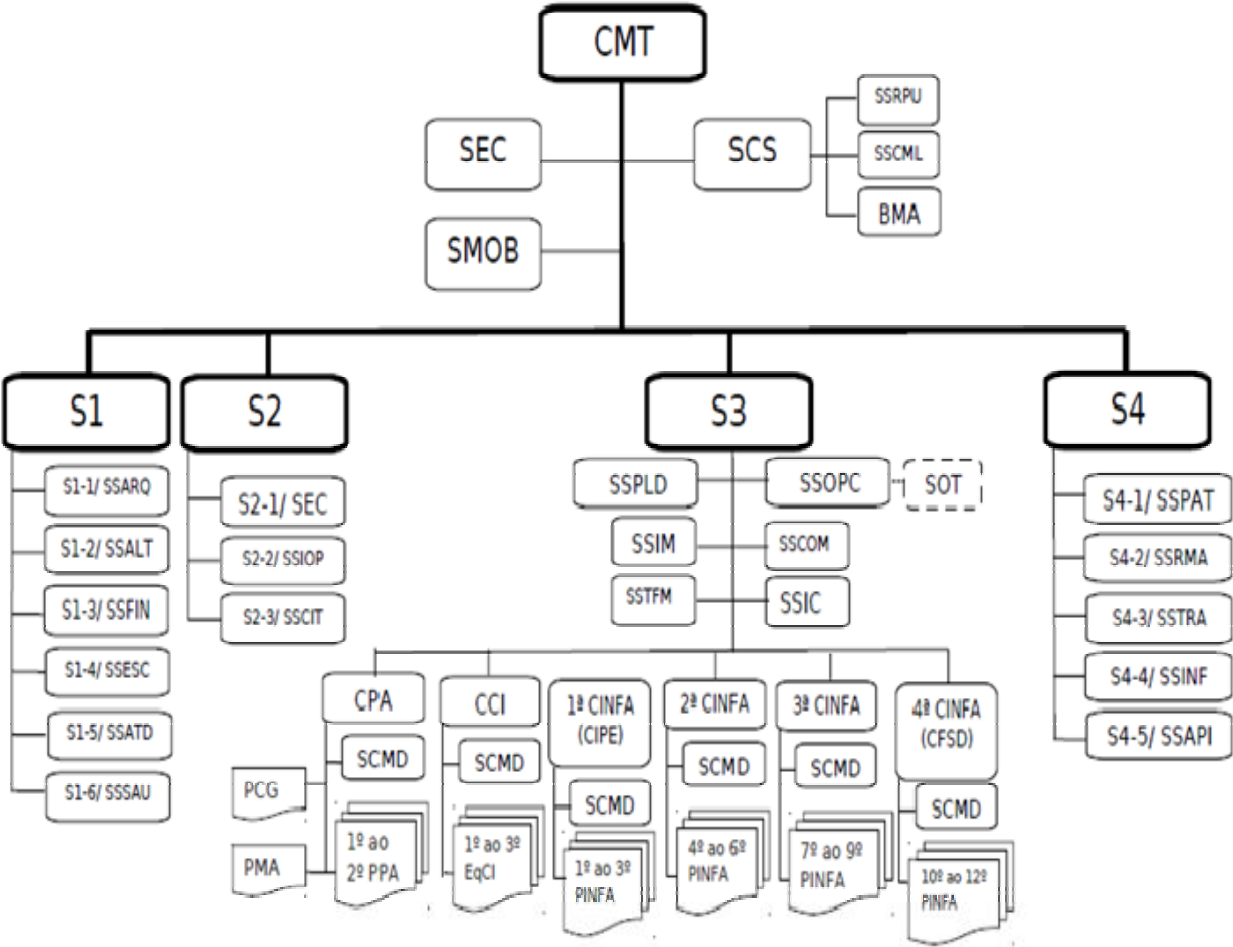 CMT
SSRPU
SEC
SCS
SSCML
BMA
SMOB
S1
S2
S3
S4
S1-1/ SSARQ
S1-2/ SSALT
S1-3/ SSFIN
S1-4/ SSESC
S1-5/ SSATD
S1-6/ SSSAU
S2-1/ SEC
S2-2/ SSIOP
S2-3/ SSCIT
SSPLD
SSOPC
SOT
SSIM
SSCOM
SSTFM
SSIC
S4-1/ SSPAT
S4-2/ SSRMA
S4-3/ SSTRA
S4-4/ SSINF
S4-5/ SSAPI
CPA
SCMD
PCG
PMA
1º ao
2º PPA
CCI
SCMD
1º ao 3º
EqCI
1ª CINFA
(CIPE)
SCMD
1º ao 3º
PINFA
2ª CINFA
SCMD
4º ao 6º
PINFA
3ª CINFA
SCMD
7º ao 9º
PINFA
4ª CINFA
(CFSD)
SCMD
10º ao 12º
PINFA